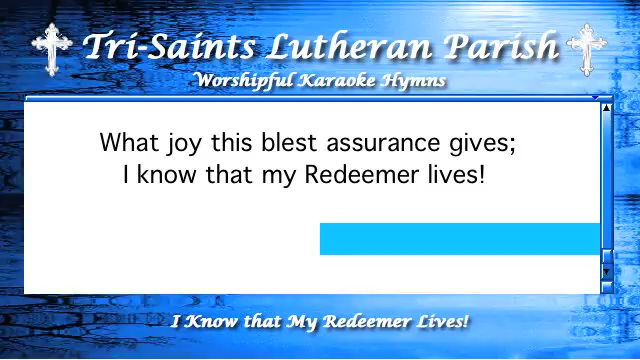 Tri-Saints Lutheran Parish
Worshipful Karaoke Hymns
What joy this blest assurance gives;
I know that my Redeemer lives!
I Know that My Redeemer Lives!